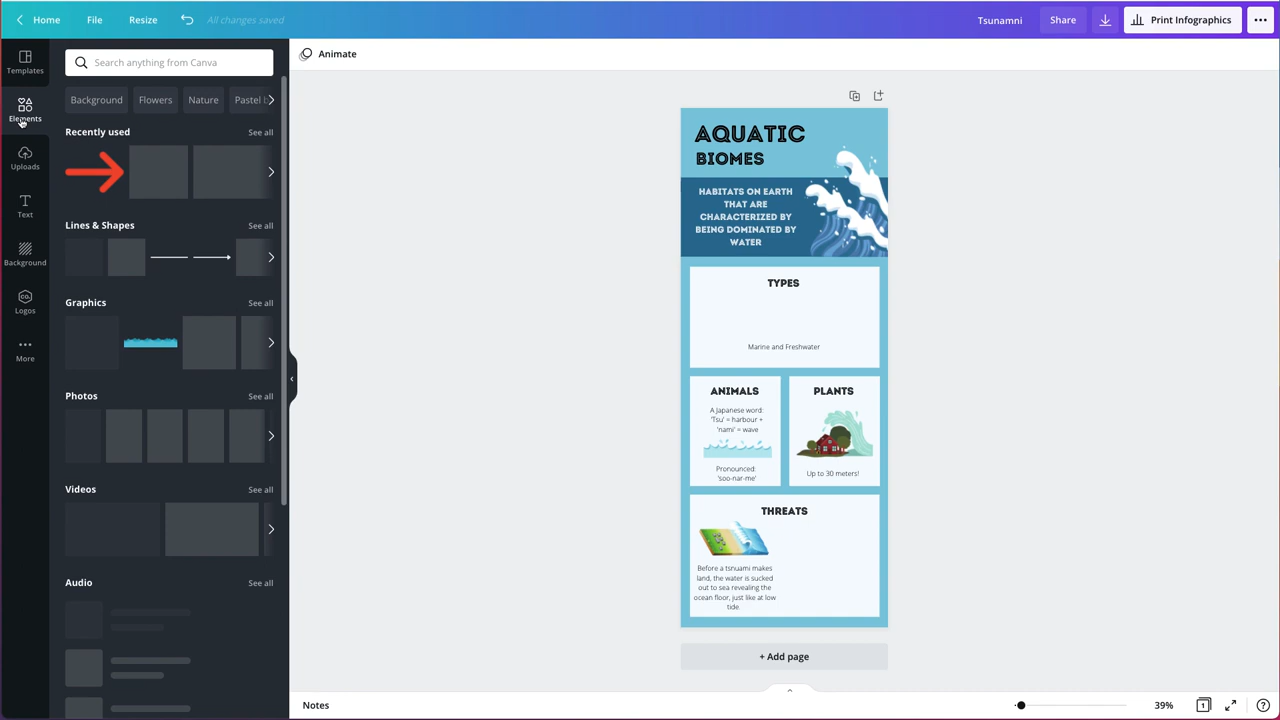 Home
File
Resize
All changes saved
Tsunamni
Share
Print Infographics
Templates
Elements
Uploads
Text
Background
Logos
More
Search anything from Canva
Background
Flowers
Nature
Pastel
Recently used
See all
Lines & Shapes
See all
Graphics
See all
Photos
See all
Videos
See all
Audio
See all
Animate
AQUATIC
BIOMES
HABITATS ON EARTH
THAT ARE
CHARACTERIZED BY
BEING DOMINATED BY
WATER
TYPES
Marine and Freshwater
ANIMALS
A Japanese word:
'Tsu' = harbour +
'nami' = wave
Pronounced:
'soo-nar-me'
PLANTS
Up to 30 meters!
THREATS
Before a tsnuami makes
land, the water is sucked
out to sea revealing the
ocean floor, just like at low
tide.
+ Add page
Notes
39%
1